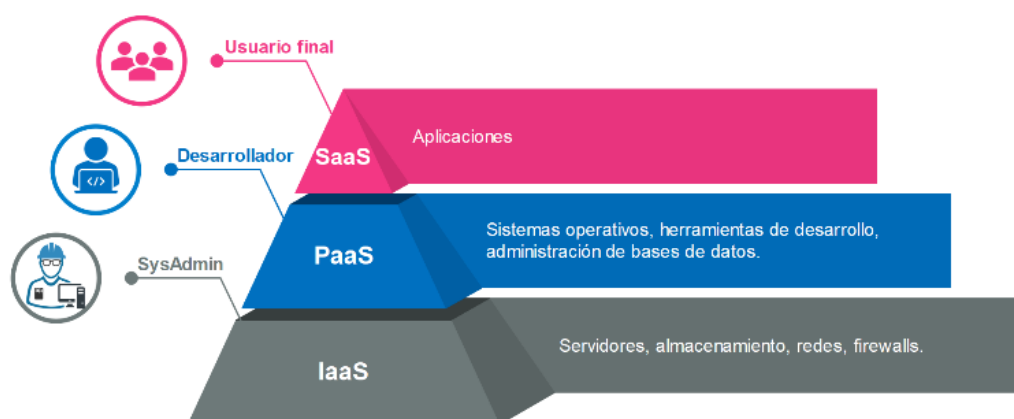 Usuario final
Aplicaciones
SaaS
Desarrollador
Sistemas operativos, herramientas de desarrollo,
administración de bases de datos.
PaaS
SysAdmin
Servidores, almacenamiento, redes, firewalls.
IaaS